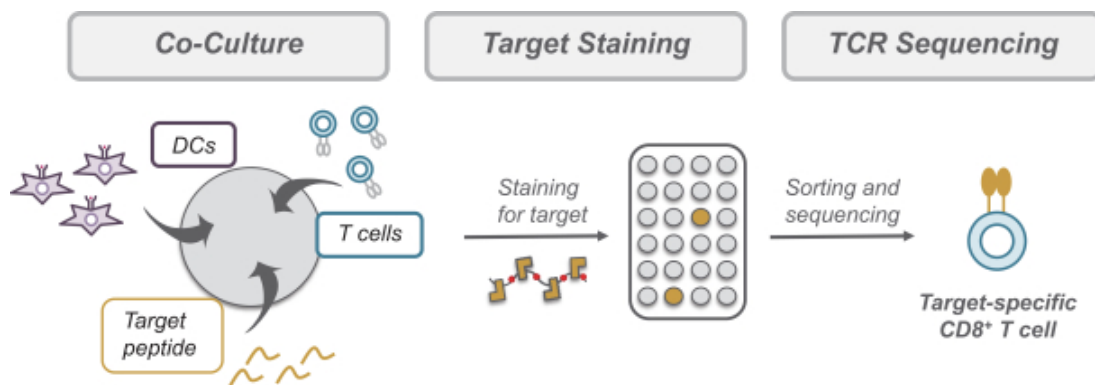 Co-Culture
Target Staining
TCR Sequencing
DCs
T cells
Target
peptide
Staining
for target
Sorting and
sequencing
Target-specific
CD8⁺ T cell